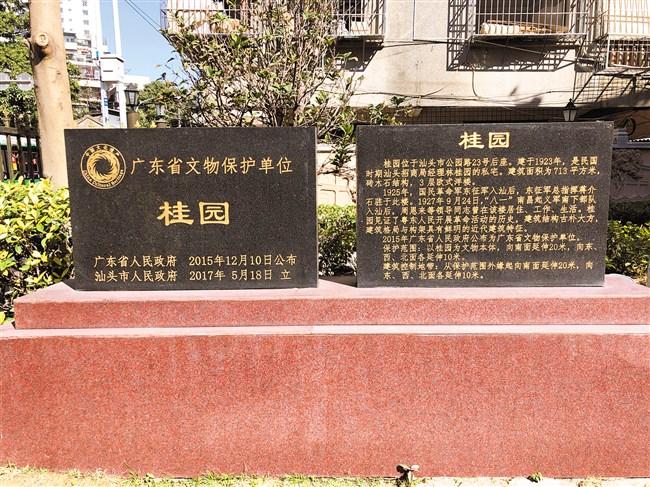 广东省文物保护单位
桂园
广东省人民政府 2015年12月10日公布
汕头市人民政府 2017年 5月18日 立
桂园
桂园位于汕头市公园路23号后座。建于1923年，是民国
时期汕头招商局经理林桂园的私宅。建筑面积为713平方米，
砖木石结构，3层欧式洋楼。
1925年，国民革命军东征军入汕后，东征军总指挥蒋介
石进驻于此楼。1927年9月24日，“八一”南昌起义军南下部队
入汕后，周恩来等领导同志曾在该楼居住、工作、生活。
园见证了粤东人民开展革命活动的历史。建筑结构古朴大方，
建筑格局与构架具有鲜明的近代建筑特征。
2015年广东省人民政府公布为广东省文物保护单位。
保护范围：以桂园为文物本体，向南面延伸20米，向东、
西、北面各延伸10米。
建筑控制地带：从保护范围外缘起向南面延伸20米，向
东、西、北面各延伸10米。